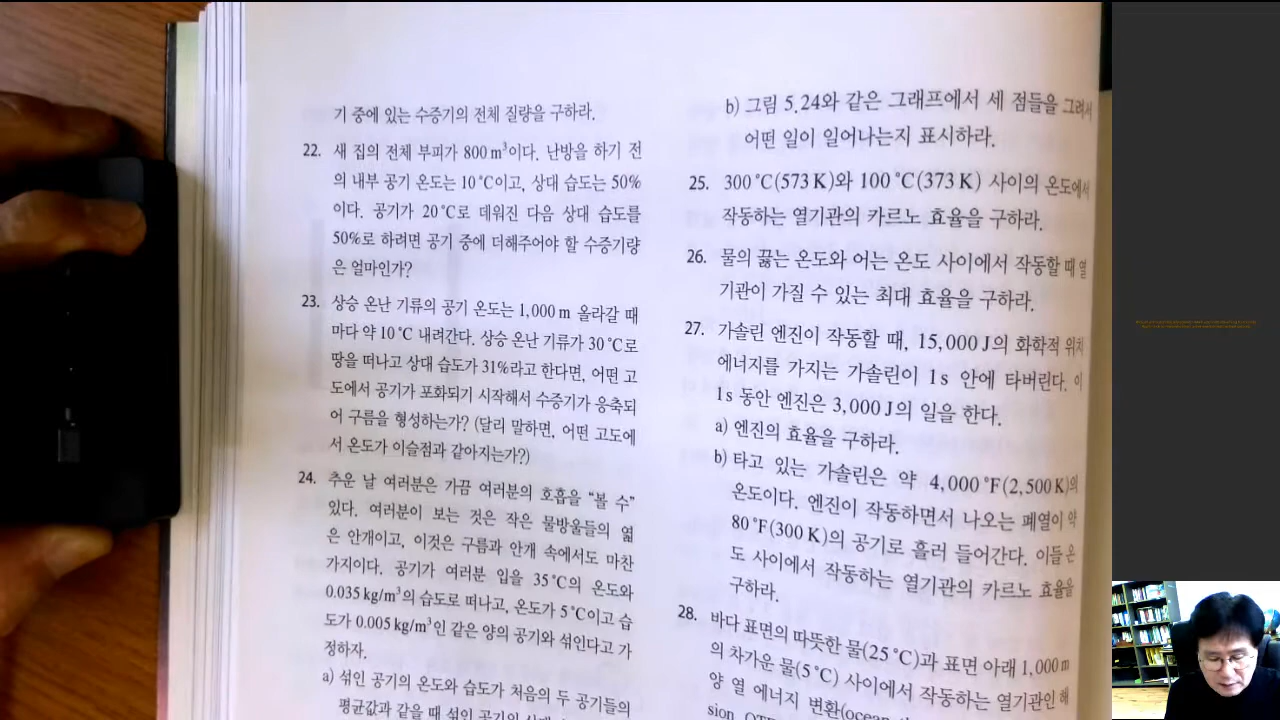 기 중에 있는 수증기의 전체 질량을 구하라.
22. 새 집의 전체 부피가 800 m³이다. 난방을 하기 전
의 내부 공기 온도는 10 °C이고, 상대 습도는 50%
이다. 공기가 20 °C로 데워진 다음 상대 습도를
50%로 하려면 공기 중에 더해주어야 할 수증기량
은 얼마인가?
23. 상승 온난 기류의 공기 온도는 1,000 m 올라갈 때
마다 약 10 °C 내려간다. 상승 온난 기류가 30 °C로
땅을 떠나고 상대 습도가 31%라고 한다면, 어떤 고
도에서 공기가 포화되기 시작해서 수증기가 응축되
어 구름을 형성하는가? (달리 말하면, 어떤 고도에
서 온도가 이슬점과 같아지는가?)
24. 추운 날 여러분은 가끔 여러분의 호흡을 “볼 수”
있다. 여러분이 보는 것은 작은 물방울들의 엷
은 안개이고, 이것은 구름과 안개 속에서도 마찬
가지이다. 공기가 여러분 입을 35 °C의 온도와
0.035 kg/m³의 습도로 떠나고, 온도가 5 °C이고 습
도가 0.005 kg/m³인 같은 양의 공기와 섞인다고 가
정하자.
a) 섞인 공기의 온도와 습도가 처음의 두 공기들의
평균값과 같을 때 섞인 공기의
b) 그림 5.24와 같은 그래프에서 세 점들을 그려서
어떤 일이 일어나는지 표시하라.
25. 300 °C (573 K)와 100 °C (373 K) 사이의 온도에서
작동하는 열기관의 카르노 효율을 구하라.
26. 물의 끓는 온도와 어는 온도 사이에서 작동할 때 열
기관이 가질 수 있는 최대 효율을 구하라.
27. 가솔린 엔진이 작동할 때, 15,000 J의 화학적 위치
에너지를 가지는 가솔린이 1 s 안에 타버린다. 이
1 s 동안 엔진은 3,000 J의 일을 한다.
a) 엔진의 효율을 구하라.
b) 타고 있는 가솔린은 약 4,000 °F (2,500 K)의
온도이다. 엔진이 작동하면서 나오는 폐열이 약
80 °F (300 K)의 공기로 흘러 들어간다. 이들 온
도 사이에서 작동하는 열기관의 카르노 효율을
구하라.
28. 바다 표면의 따뜻한 물(25 °C)과 표면 아래 1,000 m
의 차가운 물(5 °C) 사이에서 작동하는 열기관인 해
양 열 에너지 변환(ocean
sion